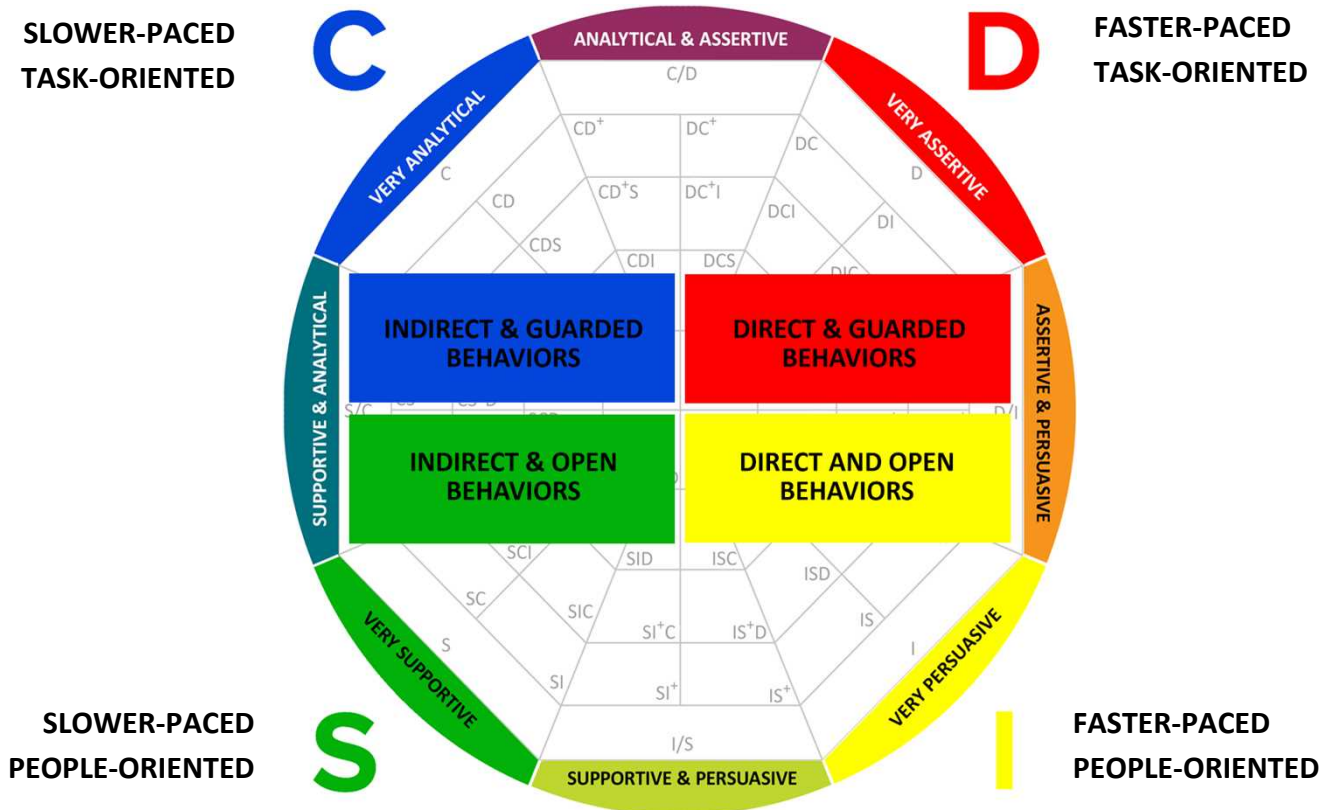 SLOWER-PACED
TASK-ORIENTED
C
ANALYTICAL & ASSERTIVE
D
FASTER-PACED
TASK-ORIENTED
C/D
VERY ANALYTICAL
VERY ASSERTIVE
CD⁺
DC⁺
DC
C
D
CD
CD⁺S
DC⁺I
DCI
DI
CDS
CDI
DCS
DIC
SUPPORTIVE & ANALYTICAL
INDIRECT & GUARDED
BEHAVIORS
DIRECT & GUARDED
BEHAVIORS
ASSERTIVE & PERSUASIVE
S/C
D/I
INDIRECT & OPEN
BEHAVIORS
DIRECT AND OPEN
BEHAVIORS
SCI
SID
ISC
ISD
SC
SIC
SI⁺C
IS⁺D
IS
S
I
SI
SI⁺
IS⁺
VERY SUPPORTIVE
VERY PERSUASIVE
I/S
SUPPORTIVE & PERSUASIVE
SLOWER-PACED
PEOPLE-ORIENTED
S
I
FASTER-PACED
PEOPLE-ORIENTED